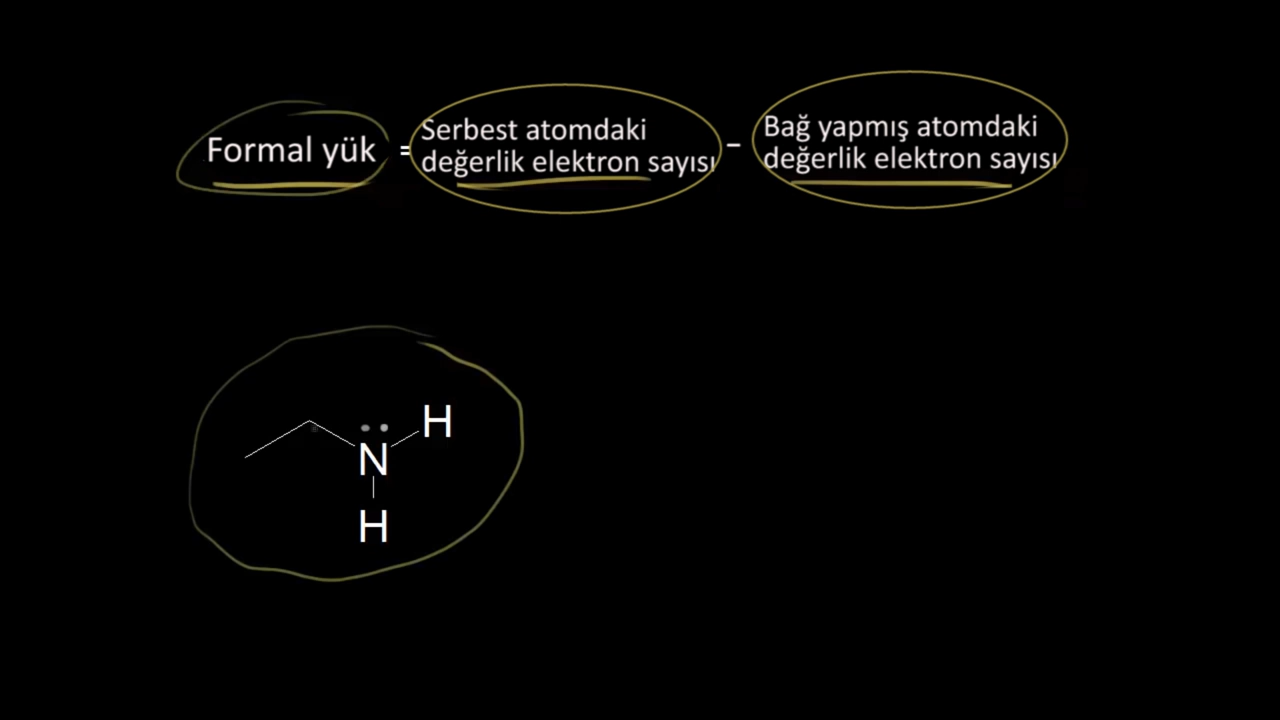 Formal yük = Serbest atomdaki değerlik elektron sayısı - Bağ yapmış atomdaki değerlik elektron sayısı
H
N
H